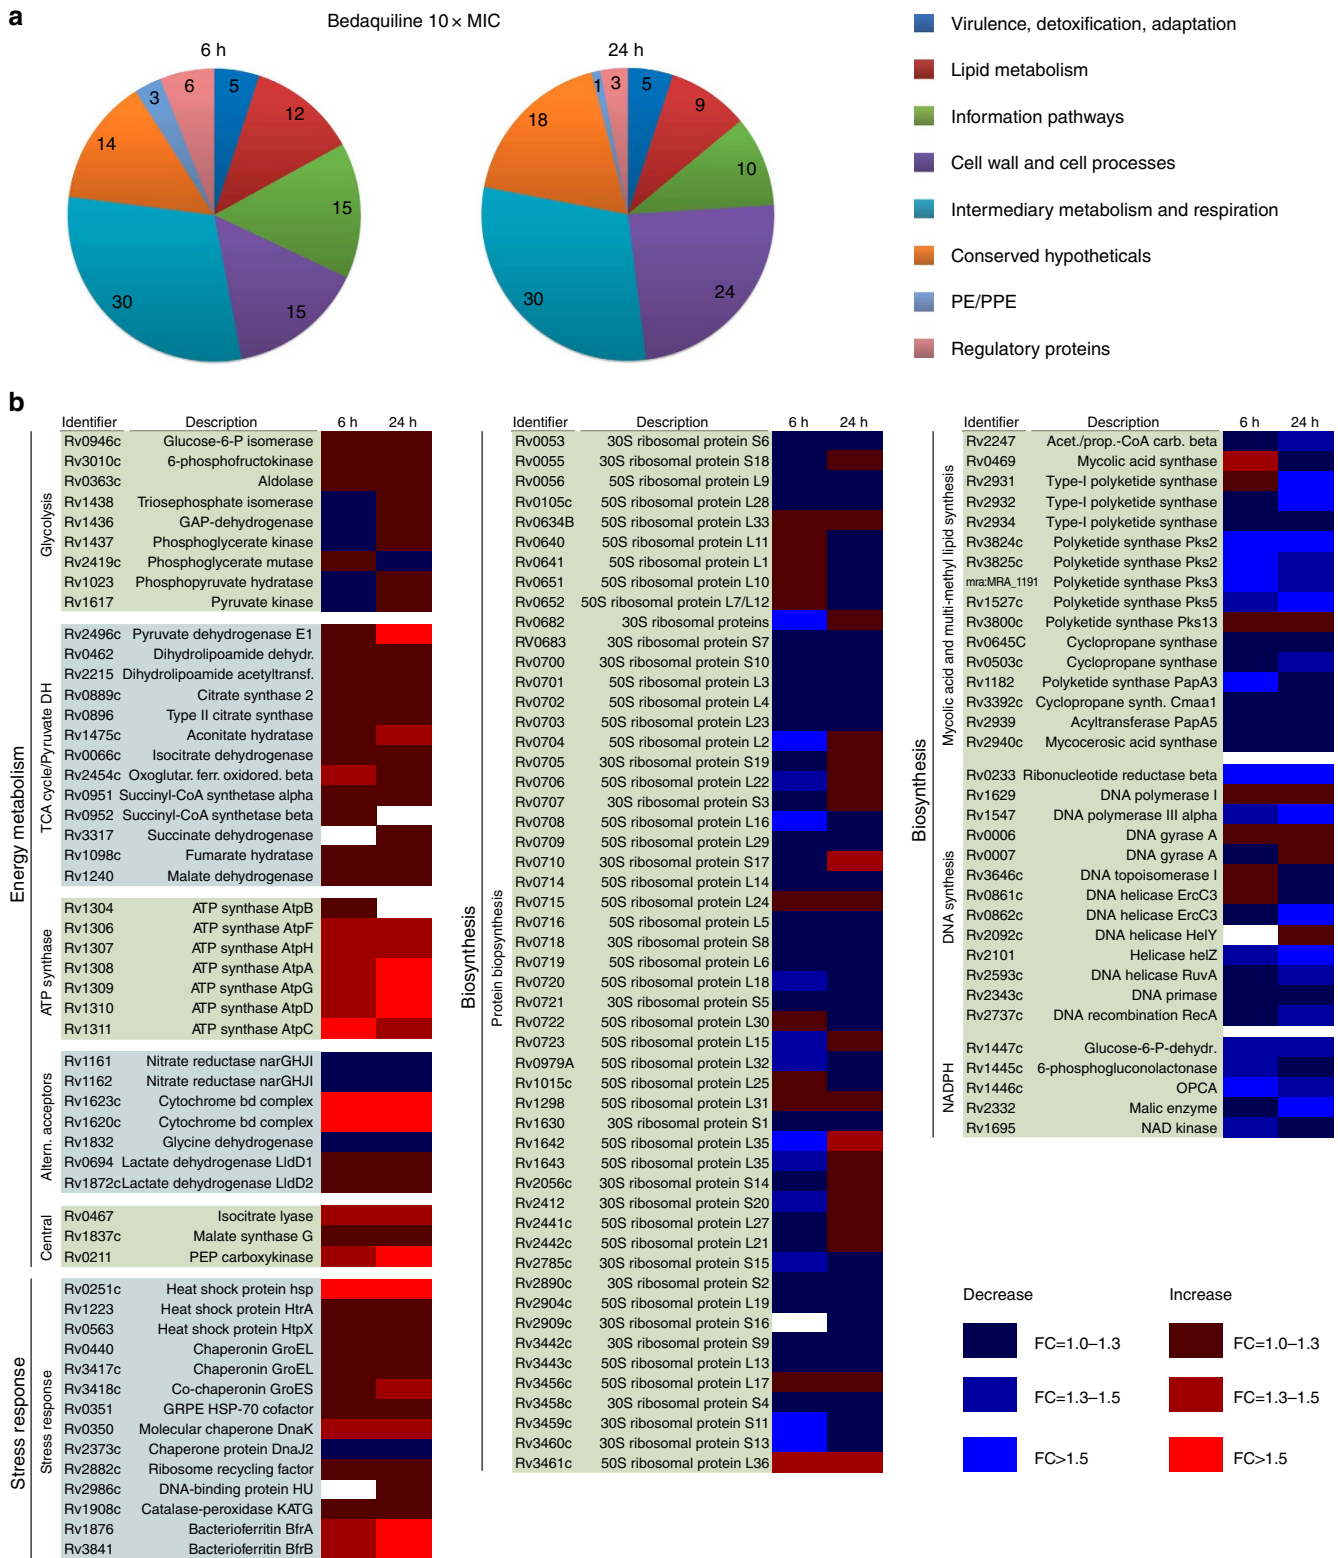 a
Bedaquiline 10 × MIC
6 h
24 h
5
12
15
15
30
14
3
6
5
9
10
24
30
18
1
3
Virulence, detoxification, adaptation
Lipid metabolism
Information pathways
Cell wall and cell processes
Intermediary metabolism and respiration
Conserved hypotheticals
PE/PPE
Regulatory proteins
b
Identifier Description 6 h 24 h
Energy metabolism
Glycolysis
Rv0946c Glucose-6-P isomerase
Rv3010c 6-phosphofructokinase
Rv0363c Aldolase
Rv1438 Triosephosphate isomerase
Rv1436 GAP-dehydrogenase
Rv1437 Phosphoglycerate kinase
Rv2419c Phosphoglycerate mutase
Rv1023 Phosphopyruvate hydratase
Rv1617 Pyruvate kinase
TCA cycle/Pyruvate DH
Rv2496c Pyruvate dehydrogenase E1
Rv0462 Dihydrolipoamide dehydr.
Rv2215 Dihydrolipoamide acetyltransf.
Rv0889c Citrate synthase 2
Rv0896 Type II citrate synthase
Rv1475c Aconitate hydratase
Rv0066c Isocitrate dehydrogenase
Rv2454c Oxoglutar. ferr. oxidored. beta
Rv0951 Succinyl-CoA synthetase alpha
Rv0952 Succinyl-CoA synthetase beta
Rv3317 Succinate dehydrogenase
Rv1098c Fumarate hydratase
Rv1240 Malate dehydrogenase
ATP synthase
Rv1304 ATP synthase AtpB
Rv1306 ATP synthase AtpF
Rv1307 ATP synthase AtpH
Rv1308 ATP synthase AtpA
Rv1309 ATP synthase AtpG
Rv1310 ATP synthase AtpD
Rv1311 ATP synthase AtpC
Altern. acceptors
Rv1161 Nitrate reductase narGHJI
Rv1162 Nitrate reductase narGHJI
Rv1623c Cytochrome bd complex
Rv1620c Cytochrome bd complex
Rv1832 Glycine dehydrogenase
Rv0694 Lactate dehydrogenase LldD1
Rv1872c Lactate dehydrogenase LldD2
Central
Rv0467 Isocitrate lyase
Rv1837c Malate synthase G
Rv0211 PEP carboxykinase
Stress response
Stress response
Rv0251c Heat shock protein hsp
Rv1223 Heat shock protein HtrA
Rv0563 Heat shock protein HtpX
Rv0440 Chaperonin GroEL
Rv3417c Chaperonin GroEL
Rv3418c Co-chaperonin GroES
Rv0351 GRPE HSP-70 cofactor
Rv0350 Molecular chaperone DnaK
Rv2373c Chaperone protein DnaJ2
Rv2882c Ribosome recycling factor
Rv2986c DNA-binding protein HU
Rv1908c Catalase-peroxidase KATG
Rv1876 Bacterioferritin BfrA
Rv3841 Bacterioferritin BfrB
Identifier Description 6 h 24 h
Biosynthesis
Protein biopsynthesis
Rv0053 30S ribosomal protein S6
Rv0055 30S ribosomal protein S18
Rv0056 50S ribosomal protein L9
Rv0105c 50S ribosomal protein L28
Rv0634B 50S ribosomal protein L33
Rv0640 50S ribosomal protein L11
Rv0641 50S ribosomal protein L1
Rv0651 50S ribosomal protein L10
Rv0652 50S ribosomal protein L7/L12
Rv0682 30S ribosomal proteins
RV0683 30S ribosomal protein S7
Rv0700 30S ribosomal protein S10
Rv0701 50S ribosomal protein L3
Rv0702 50S ribosomal protein L4
Rv0703 50S ribosomal protein L23
Rv0704 50S ribosomal protein L2
Rv0705 30S ribosomal protein S19
Rv0706 50S ribosomal protein L22
Rv0707 30S ribosomal protein S3
Rv0708 50S ribosomal protein L16
Rv0709 50S ribosomal protein L29
Rv0710 30S ribosomal protein S17
Rv0714 50S ribosomal protein L14
Rv0715 50S ribosomal protein L24
Rv0716 50S ribosomal protein L5
Rv0718 30S ribosomal protein S8
Rv0719 50S ribosomal protein L6
Rv0720 50S ribosomal protein L18
Rv0721 30S ribosomal protein S5
Rv0722 50S ribosomal protein L30
Rv0723 50S ribosomal protein L15
Rv0979A 50S ribosomal protein L32
Rv1015c 50S ribosomal protein L25
Rv1298 50S ribosomal protein L31
Rv1630 30S ribosomal protein S1
Rv1642 50S ribosomal protein L35
Rv1643 50S ribosomal protein L35
Rv2056c 30S ribosomal protein S14
Rv2412 30S ribosomal protein S20
Rv2441c 50S ribosomal protein L27
Rv2442c 50S ribosomal protein L21
Rv2785c 30S ribosomal protein S15
Rv2890c 30S ribosomal protein S2
Rv2904c 50S ribosomal protein L19
Rv2909c 30S ribosomal protein S16
Rv3442c 30S ribosomal protein S9
Rv3443c 50S ribosomal protein L13
Rv3456c 50S ribosomal protein L17
Rv3458c 30S ribosomal protein S4
Rv3459c 30S ribosomal protein S11
Rv3460c 30S ribosomal protein S13
Rv3461c 50S ribosomal protein L36
Identifier Description 6 h 24 h
Biosynthesis
Mycolic acid and multi-methyl lipid synthesis
Rv2247 Acet./prop.-CoA carb. beta
Rv0469 Mycolic acid synthase
Rv2931 Type-I polyketide synthase
Rv2932 Type-I polyketide synthase
Rv2934 Type-I polyketide synthase
Rv3824c Polyketide synthase Pks2
Rv3825c Polyketide synthase Pks2
mra:MRA_1191 Polyketide synthase Pks3
Rv1527c Polyketide synthase Pks5
Rv3800c Polyketide synthase Pks13
Rv0645C Cyclopropane synthase
Rv0503c Cyclopropane synthase
Rv1182 Polyketide synthase PapA3
Rv3392c Cyclopropane synth. Cmaa1
Rv2939 Acyltransferase PapA5
Rv2940c Mycocerosic acid synthase
DNA synthesis
Rv0233 Ribonucleotide reductase beta
Rv1629 DNA polymerase I
Rv1547 DNA polymerase III alpha
Rv0006 DNA gyrase A
Rv0007 DNA gyrase A
Rv3646c DNA topoisomerase I
Rv0861c DNA helicase ErcC3
Rv0862c DNA helicase ErcC3
Rv2092c DNA helicase HelY
Rv2101 Helicase helZ
Rv2593c DNA helicase RuvA
Rv2343c DNA primase
Rv2737c DNA recombination RecA
NADPH
Rv1447c Glucose-6-P-dehydr.
Rv1445c 6-phosphogluconolactonase
Rv1446c OPCA
Rv2332 Malic enzyme
Rv1695 NAD kinase
Decrease Increase
FC=1.0–1.3 FC=1.0–1.3
FC=1.3–1.5 FC=1.3–1.5
FC>1.5 FC>1.5